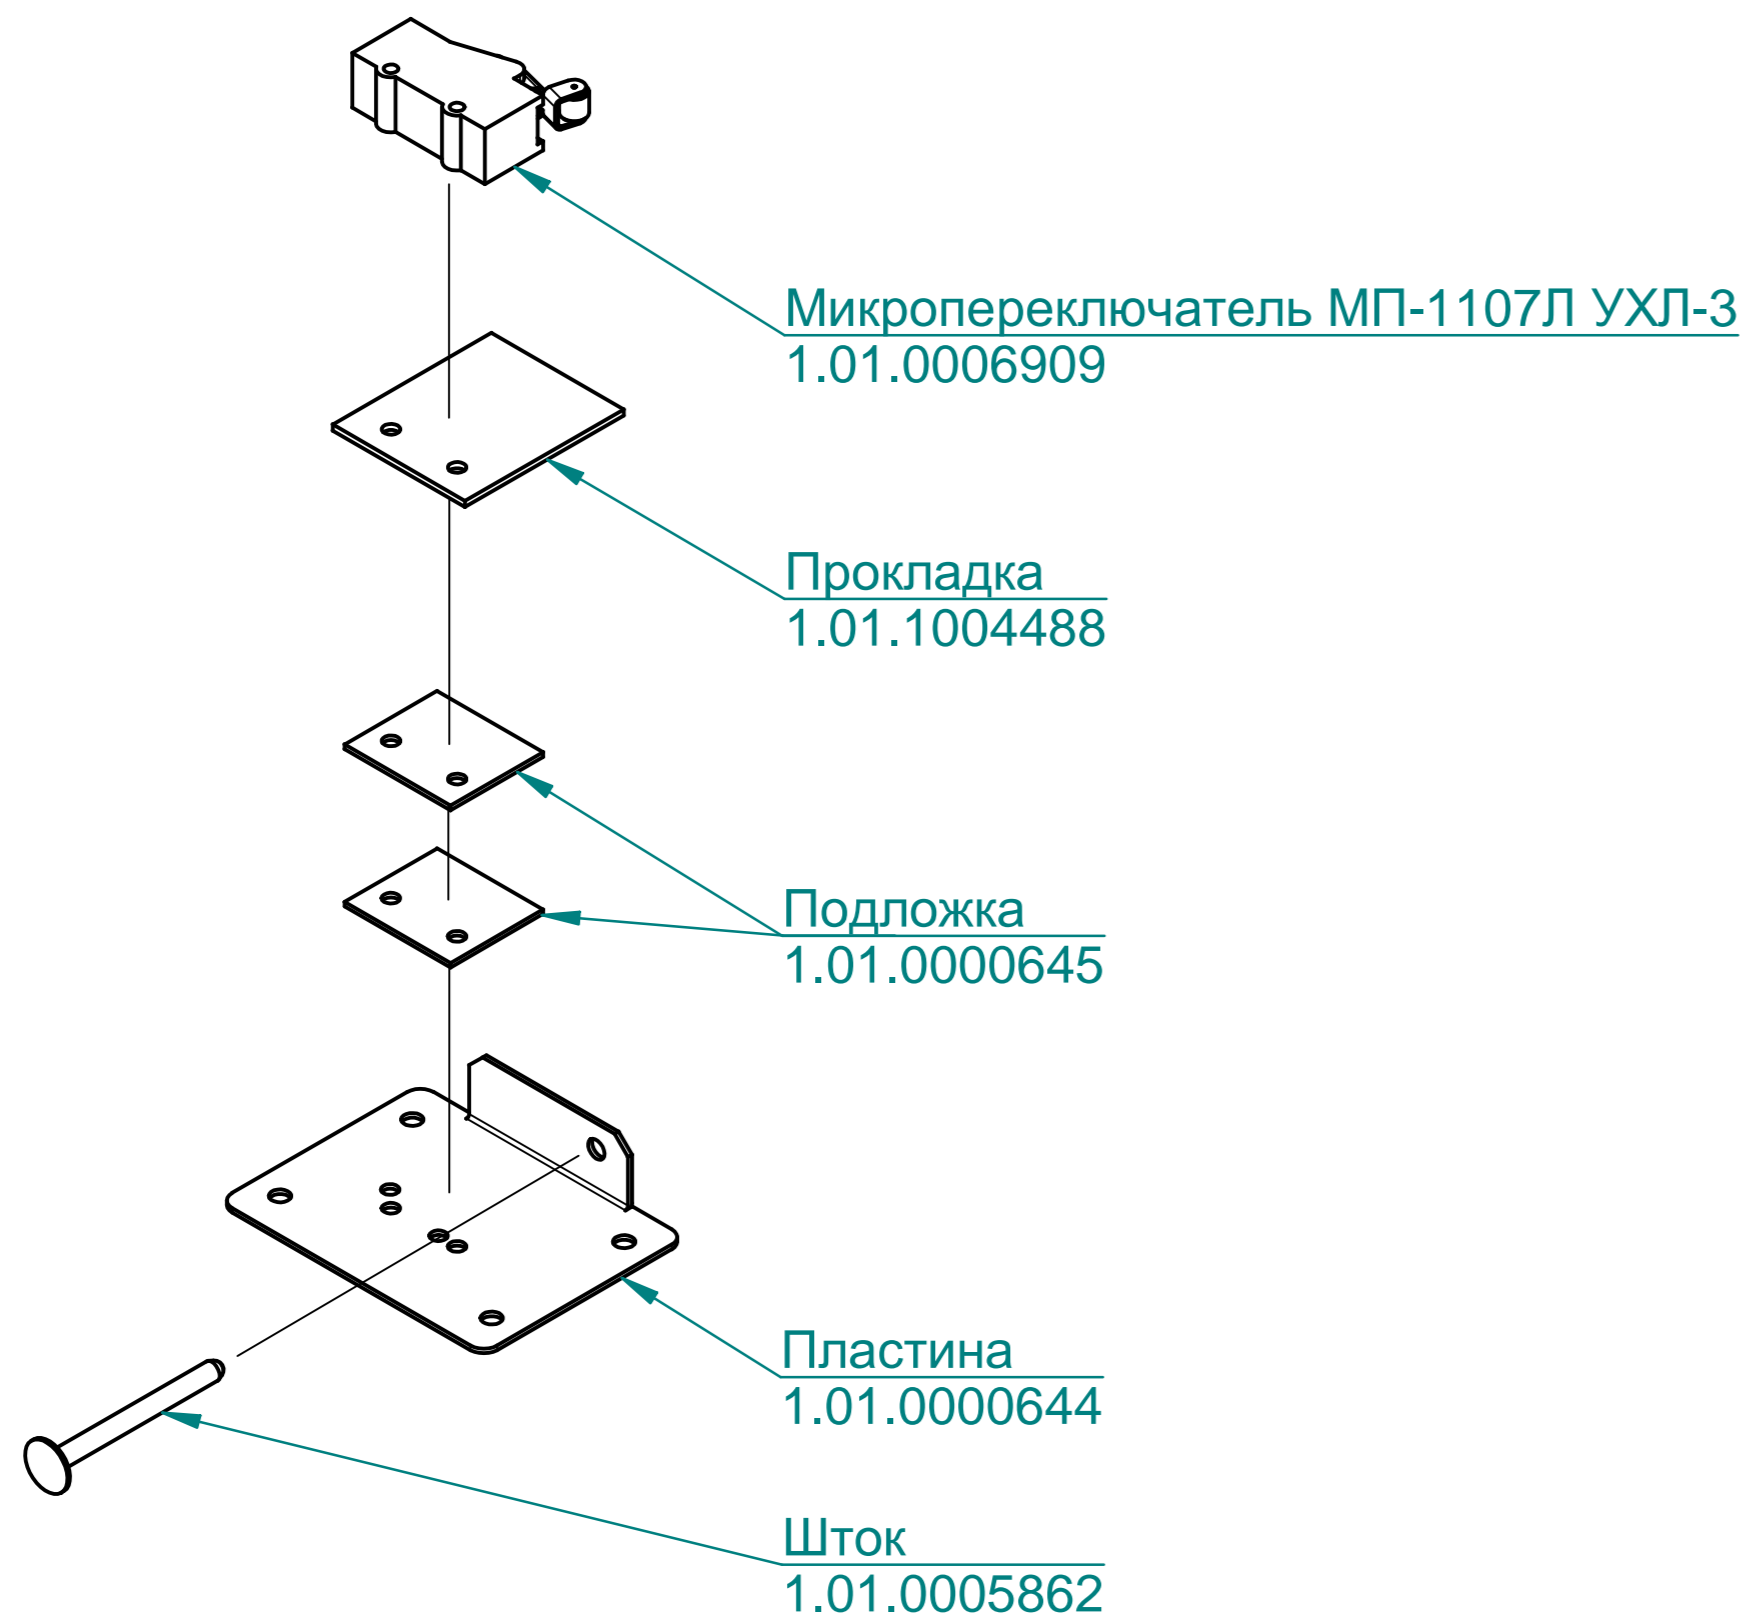 Микропереключатель МП-1107Л УХЛ-3
1.01.0006909
Прокладка
1.01.1004488
Подложка
1.01.0000645
Пластина
1.01.0000644
Шток
1.01.0005862